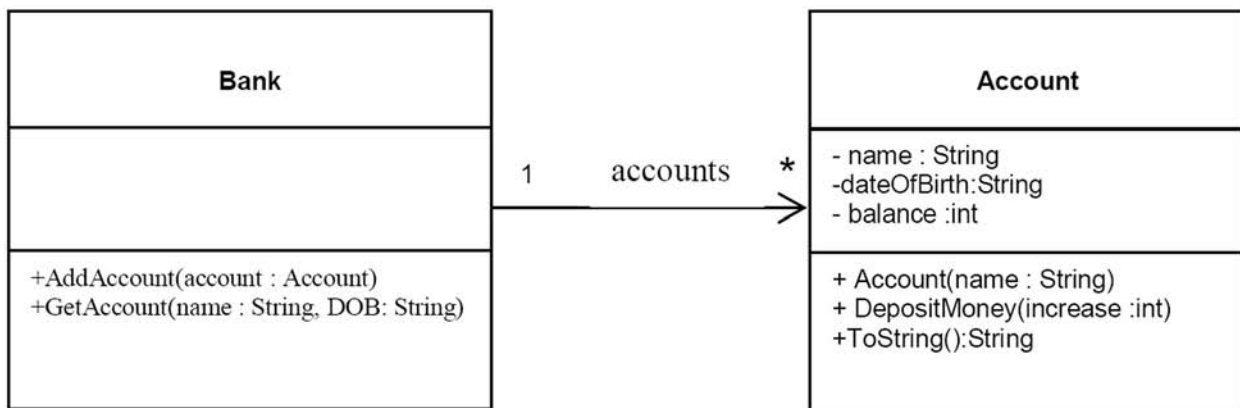 Bank
+AddAccount(account : Account)
+GetAccount(name : String, DOB: String)
1
accounts
*
Account
- name : String
-dateOfBirth:String
- balance :int
+ Account(name : String)
+ DepositMoney(increase :int)
+ToString():String